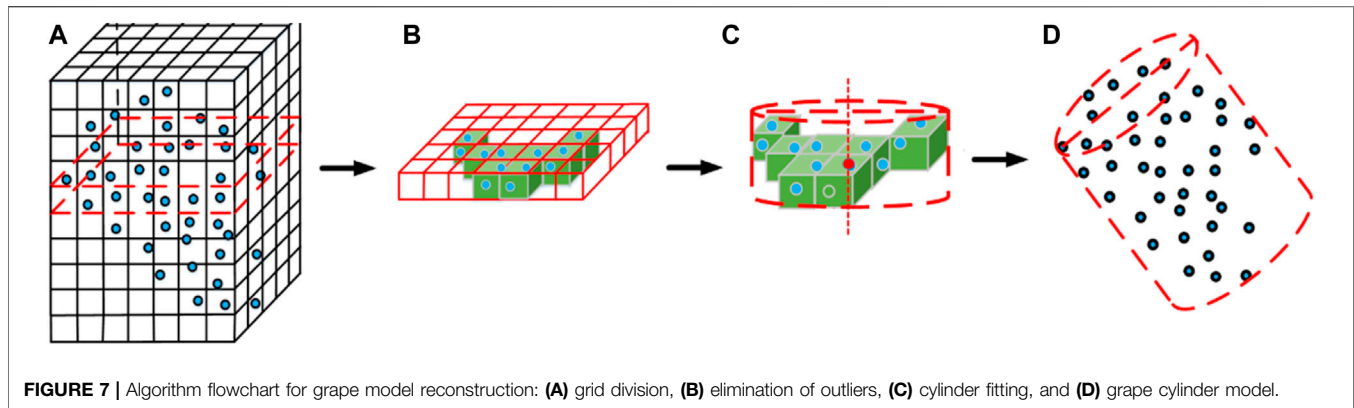 A
B
C
D
FIGURE 7 | Algorithm flowchart for grape model reconstruction: (A) grid division, (B) elimination of outliers, (C) cylinder fitting, and (D) grape cylinder model.